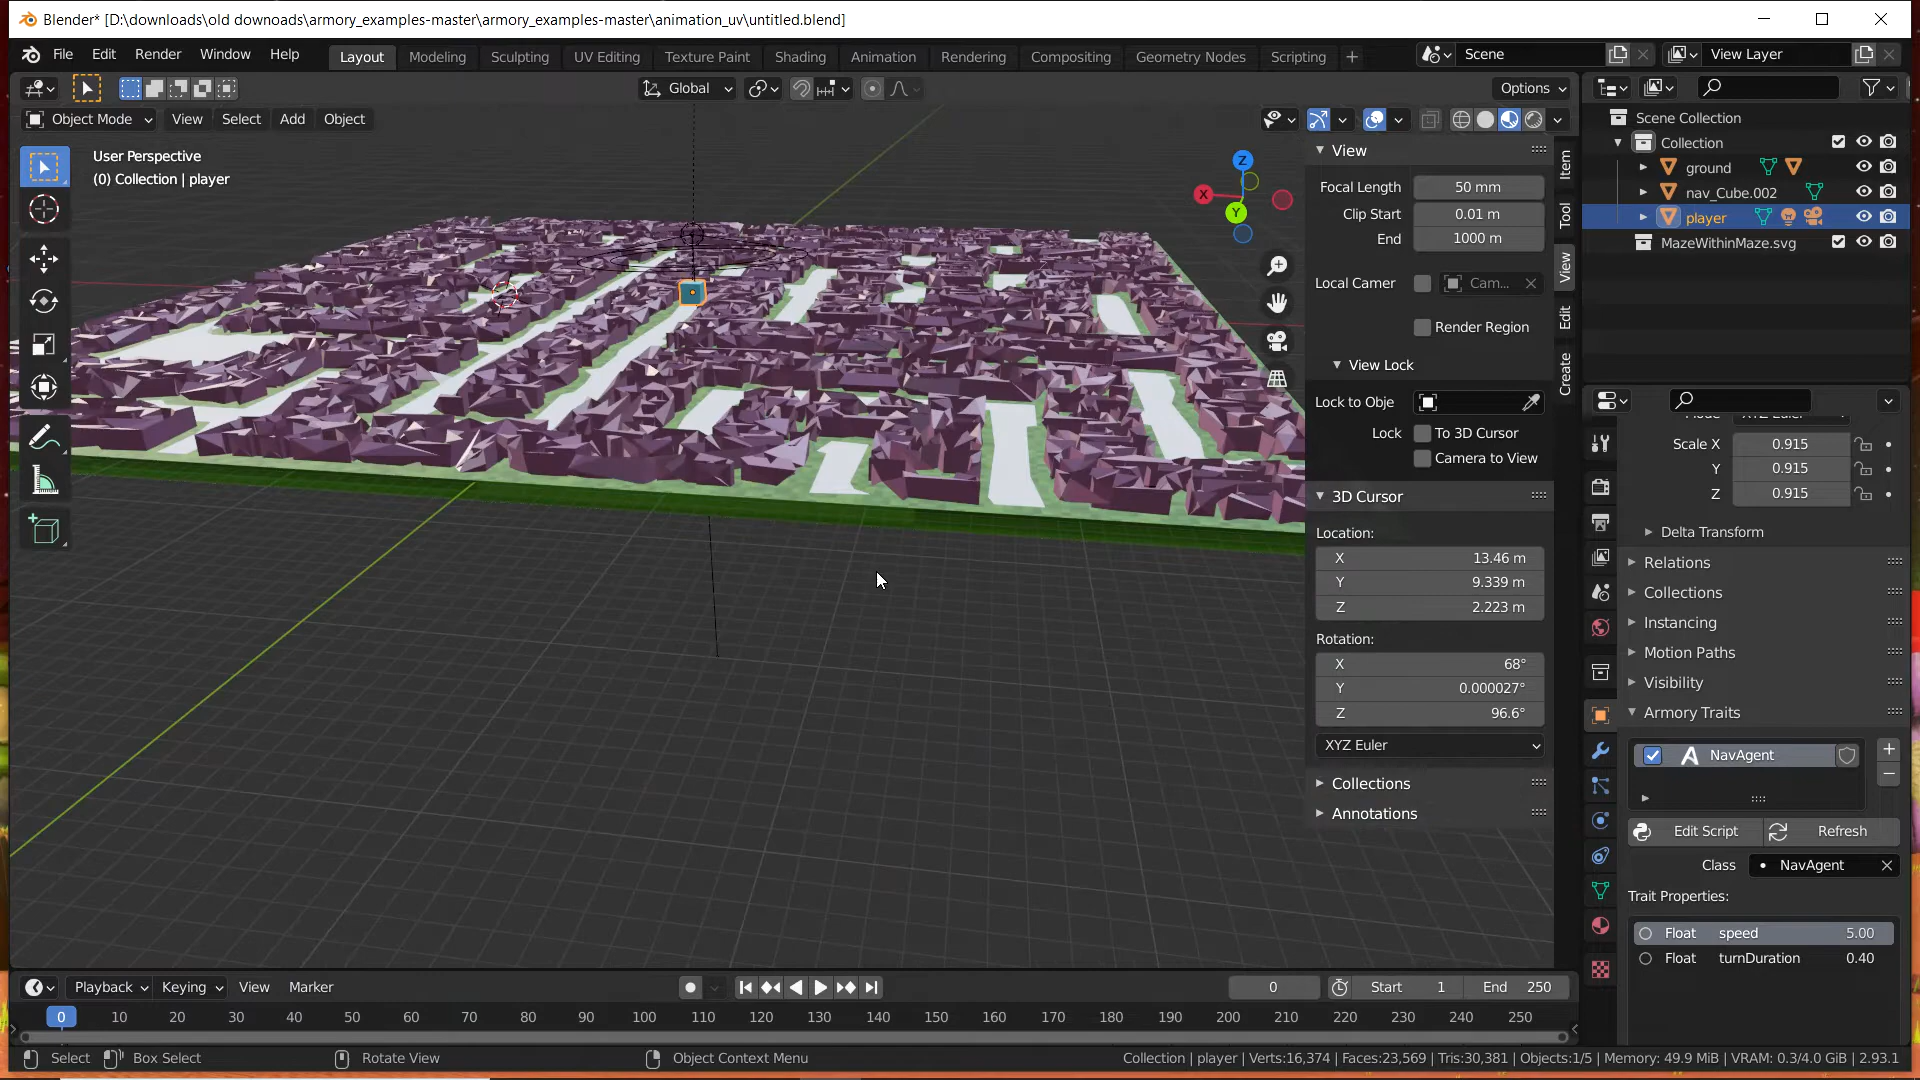 Blender* [D:\downloads\old downoads\armory_examples-master\armory_examples-master\animation_uv\untitled.blend]
File Edit Render Window Help
Layout Modeling Sculpting UV Editing Texture Paint Shading Animation Rendering Compositing Geometry Nodes Scripting +
Scene
View Layer
Global
Options
Object Mode View Select Add Object
User Perspective
(0) Collection | player
Z
X
Y
View
Focal Length 50 mm
Clip Start 0.01 m
End 1000 m
Local Camer Cam...
Render Region
View Lock
Lock to Obje
Lock To 3D Cursor
Camera to View
3D Cursor
Location:
X 13.46 m
Y 9.339 m
Z 2.223 m
Rotation:
X 68°
Y 0.000027°
Z 96.6°
XYZ Euler
Collections
Annotations
Item
Tool
View
Edit
Create
Scene Collection
Collection
ground
nav_Cube.002
player
MazeWithinMaze.svg
Scale X 0.915
Y 0.915
Z 0.915
Delta Transform
Relations
Collections
Instancing
Motion Paths
Visibility
Armory Traits
NavAgent
Edit Script Refresh
Class NavAgent
Trait Properties:
Float speed 5.00
Float turnDuration 0.40
Playback Keying View Marker
0 Start 1 End 250
0 10 20 30 40 50 60 70 80 90 100 110 120 130 140 150 160 170 180 190 200 210 220 230 240 250
Select Box Select Rotate View Object Context Menu
Collection | player | Verts:16,374 | Faces:23,569 | Tris:30,381 | Objects:1/5 | Memory: 49.9 MiB | VRAM: 0.3/4.0 GiB | 2.93.1